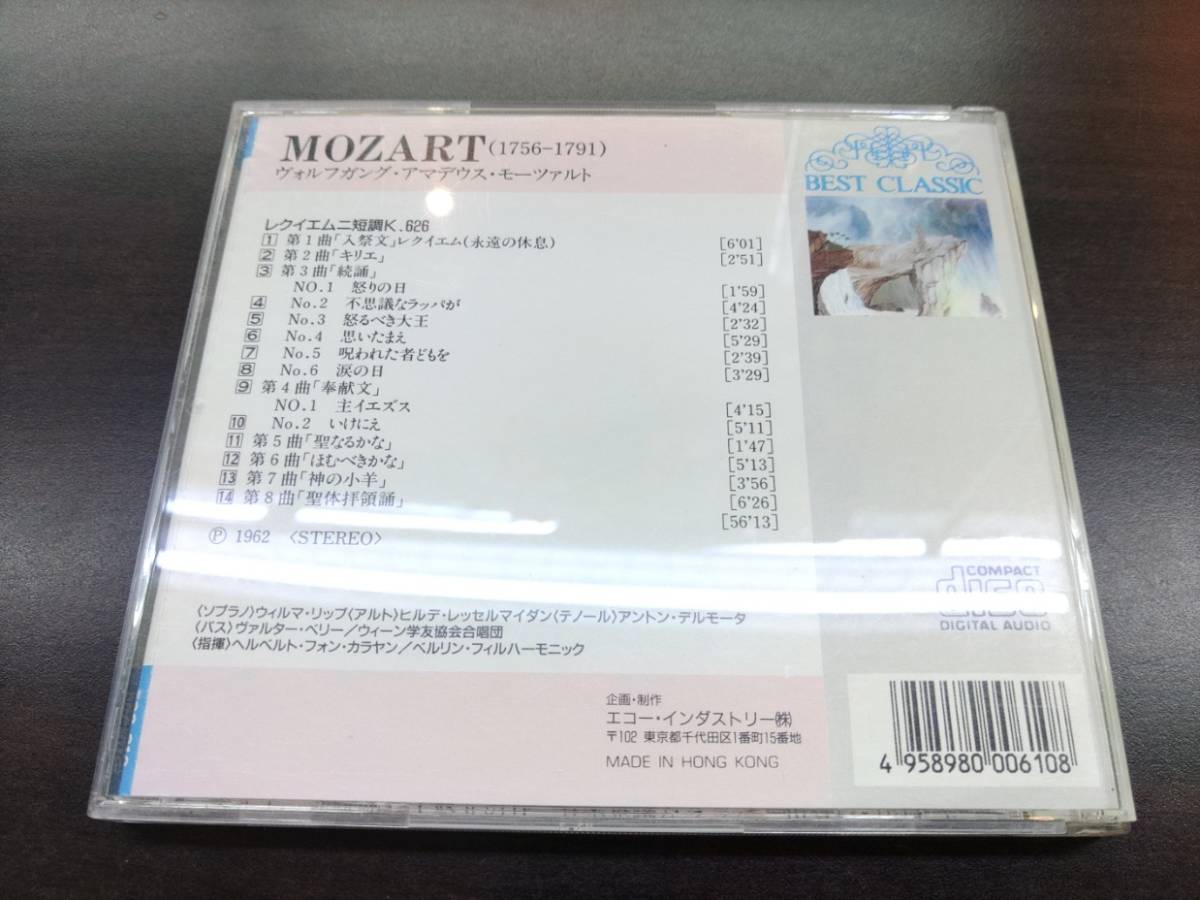 MOZART(1756-1791)
ヴォルフガング・アマデウス・モーツァルト
レクイエムニ短調K.626
1 第1曲「入祭文」レクイエム(永遠の休息) [6'01]
2 第2曲「キリエ」 [2'51]
3 第3曲「続誦」
NO.1 怒りの日 [1'59]
4 No.2 不思議なラッパが [4'24]
5 No.3 怒るべき大王 [2'32]
6 No.4 思いたまえ [5'29]
7 No.5 呪われた者どもを [2'39]
8 No.6 涙の日 [3'29]
9 第4曲「奉献文」
NO.1 主イエズス [4'15]
10 No.2 いけにえ [5'11]
11 第5曲「聖なるかな」 [1'47]
12 第6曲「ほむべきかな」 [5'13]
13 第7曲「神の小羊」 [3'56]
14 第8曲「聖体拝領誦」 [6'26]
[56'13]
Ⓟ 1962 〈STEREO〉
〈ソプラノ〉ウィルマ・リップ〈アルト〉ヒルデ・レッセルマイダン〈テノール〉アントン・デルモータ
〈バス〉ヴァルター・ベリー/ウィーン学友協会合唱団
〈指揮〉ヘルベルト・フォン・カラヤン/ベルリン・フィルハーモニック
企画・制作
エコー・インダストリー㈱
〒102 東京都千代田区1番町15番地
MADE IN HONG KONG
BEST CLASSIC
COMPACT
disc
DIGITAL AUDIO
4 958980 006108